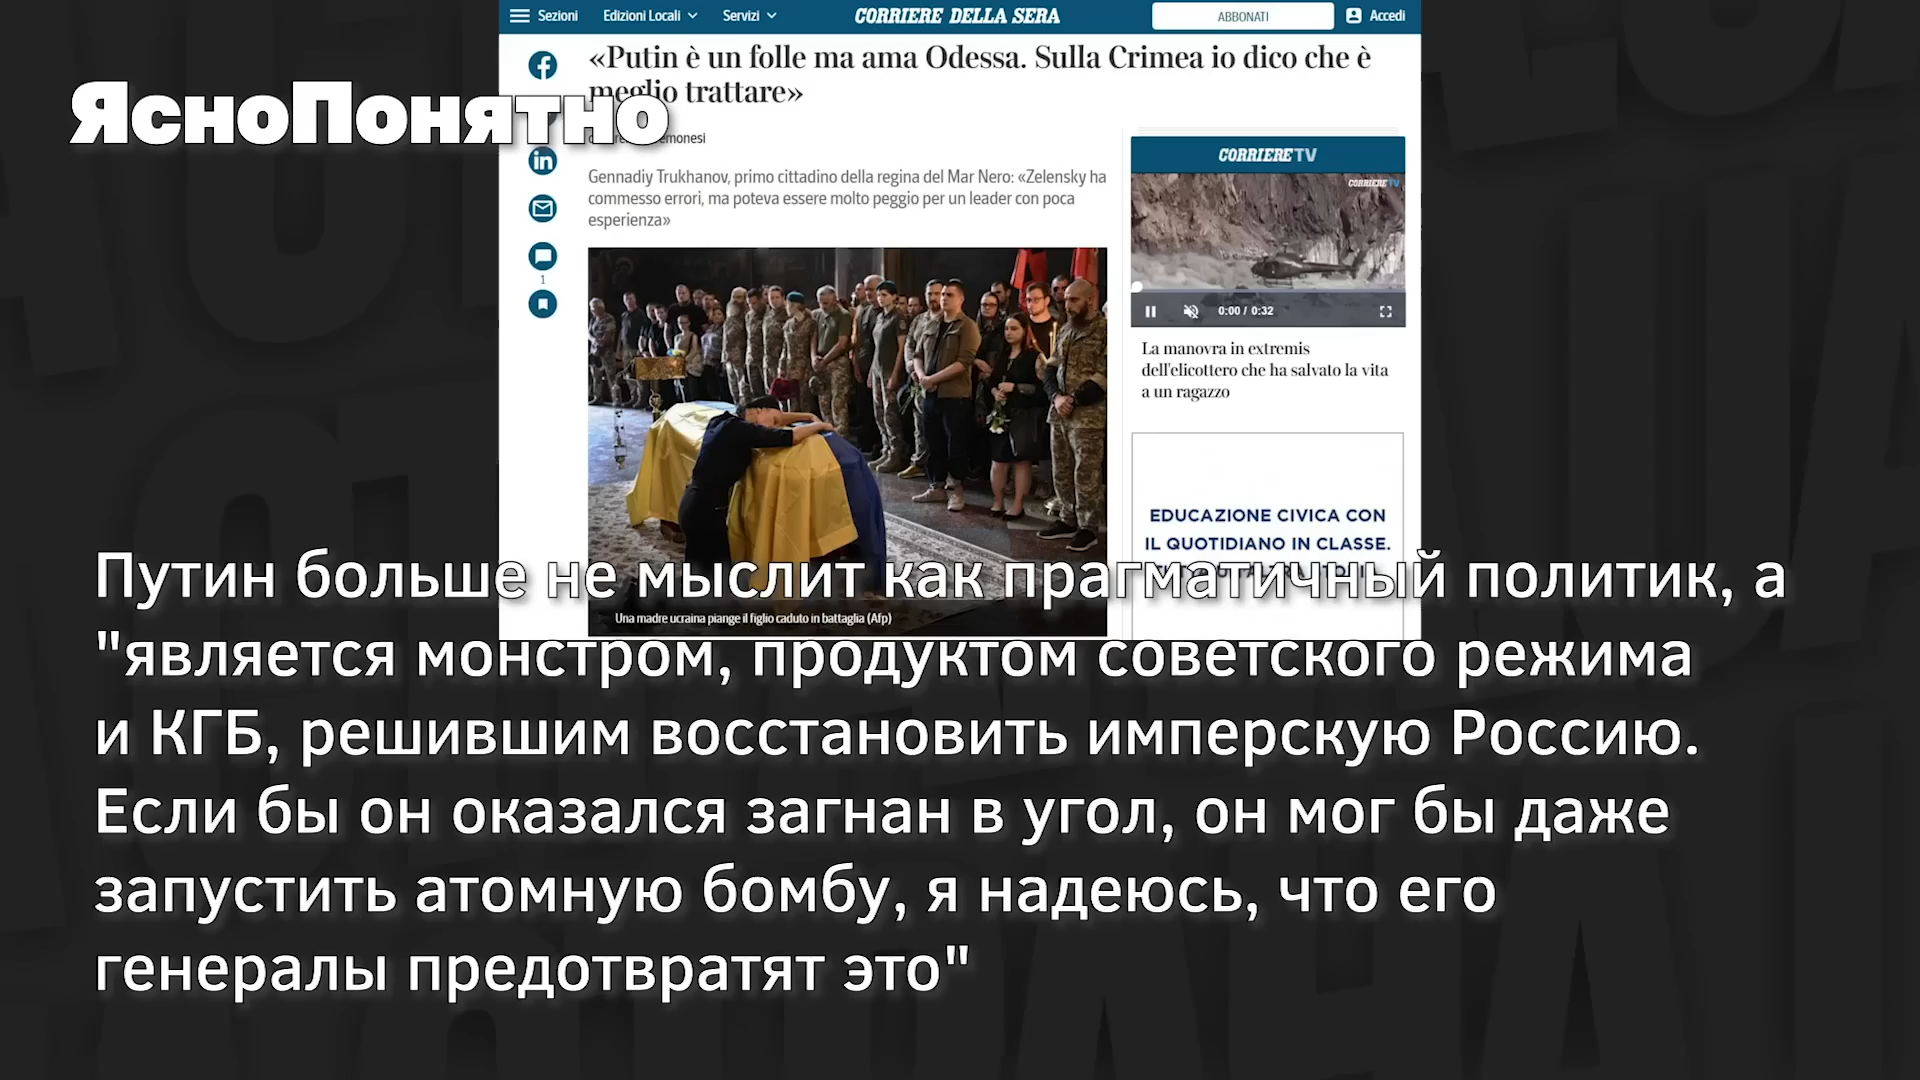 Sezioni Edizioni Locali Servizi CORRIERE DELLA SERA ABBONATI Accedi
«Putin è un folle ma ama Odessa. Sulla Crimea io dico che è
meglio trattare»
ЯсноПонятно
Gennadiy Trukhanov, primo cittadino della regina del Mar Nero: «Zelensky ha
commesso errori, ma poteva essere molto peggio per un leader con poca
esperienza»
1
CORRIERE TV
CORRIERE TV
0:00 / 0:32
La manovra in extremis
dell'elicottero che ha salvato la vita
a un ragazzo
EDUCAZIONE CIVICA CON
IL QUOTIDIANO IN CLASSE.
Una madre ucraina piange il figlio caduto in battaglia (Afp)
Путин больше не мыслит как прагматичный политик, а
"является монстром, продуктом советского режима
и КГБ, решившим восстановить имперскую Россию.
Если бы он оказался загнан в угол, он мог бы даже
запустить атомную бомбу, я надеюсь, что его
генералы предотвратят это"